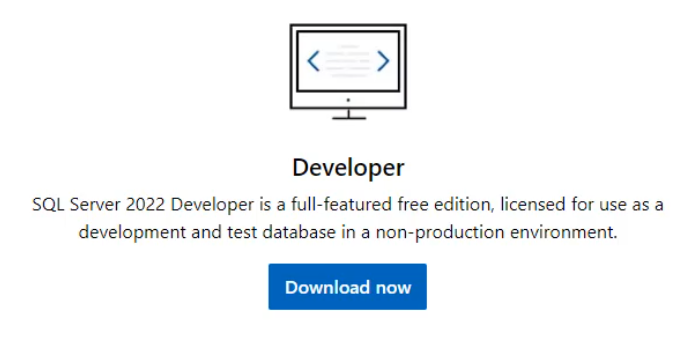 Developer
SQL Server 2022 Developer is a full-featured free edition, licensed for use as a
development and test database in a non-production environment.
Download now